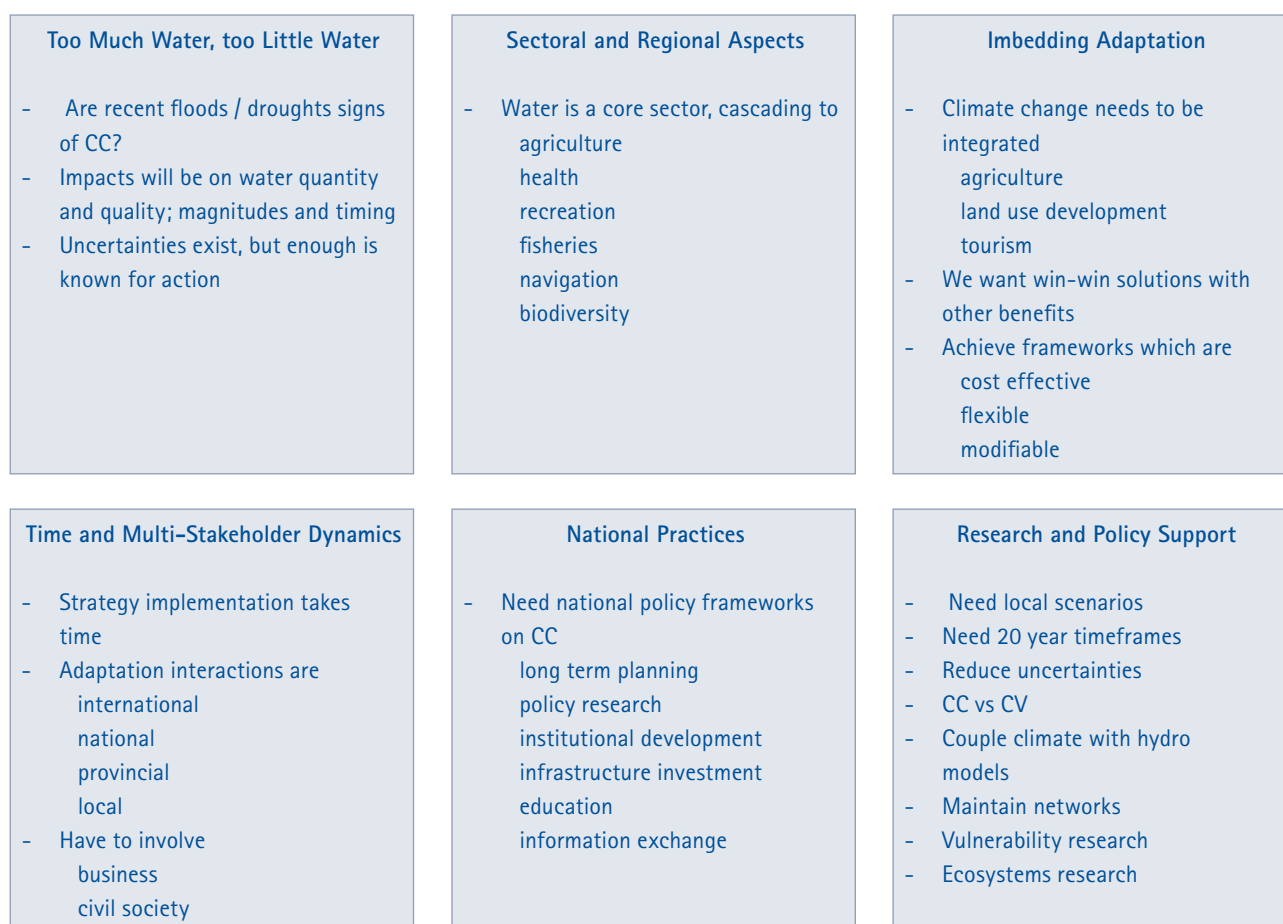 Too Much Water, too Little Water
- Are recent floods / droughts signs
of CC?
- Impacts will be on water quantity
and quality; magnitudes and timing
- Uncertainties exist, but enough is
known for action
Sectoral and Regional Aspects
- Water is a core sector, cascading to
agriculture
health
recreation
fisheries
navigation
biodiversity
Imbedding Adaptation
- Climate change needs to be
integrated
agriculture
land use development
tourism
- We want win-win solutions with
other benefits
- Achieve frameworks which are
cost effective
flexible
modifiable
Time and Multi-Stakeholder Dynamics
- Strategy implementation takes
time
- Adaptation interactions are
international
national
provincial
local
- Have to involve
business
civil society
National Practices
- Need national policy frameworks
on CC
long term planning
policy research
institutional development
infrastructure investment
education
information exchange
Research and Policy Support
- Need local scenarios
- Need 20 year timeframes
- Reduce uncertainties
- CC vs CV
- Couple climate with hydro
models
- Maintain networks
- Vulnerability research
- Ecosystems research